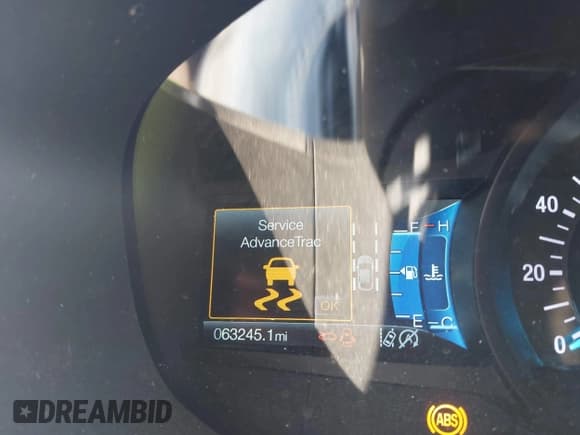 Service
AdvanceTrac
OK
F H
E C
063245.1mi
40
20
0
ABS
DREAMBID